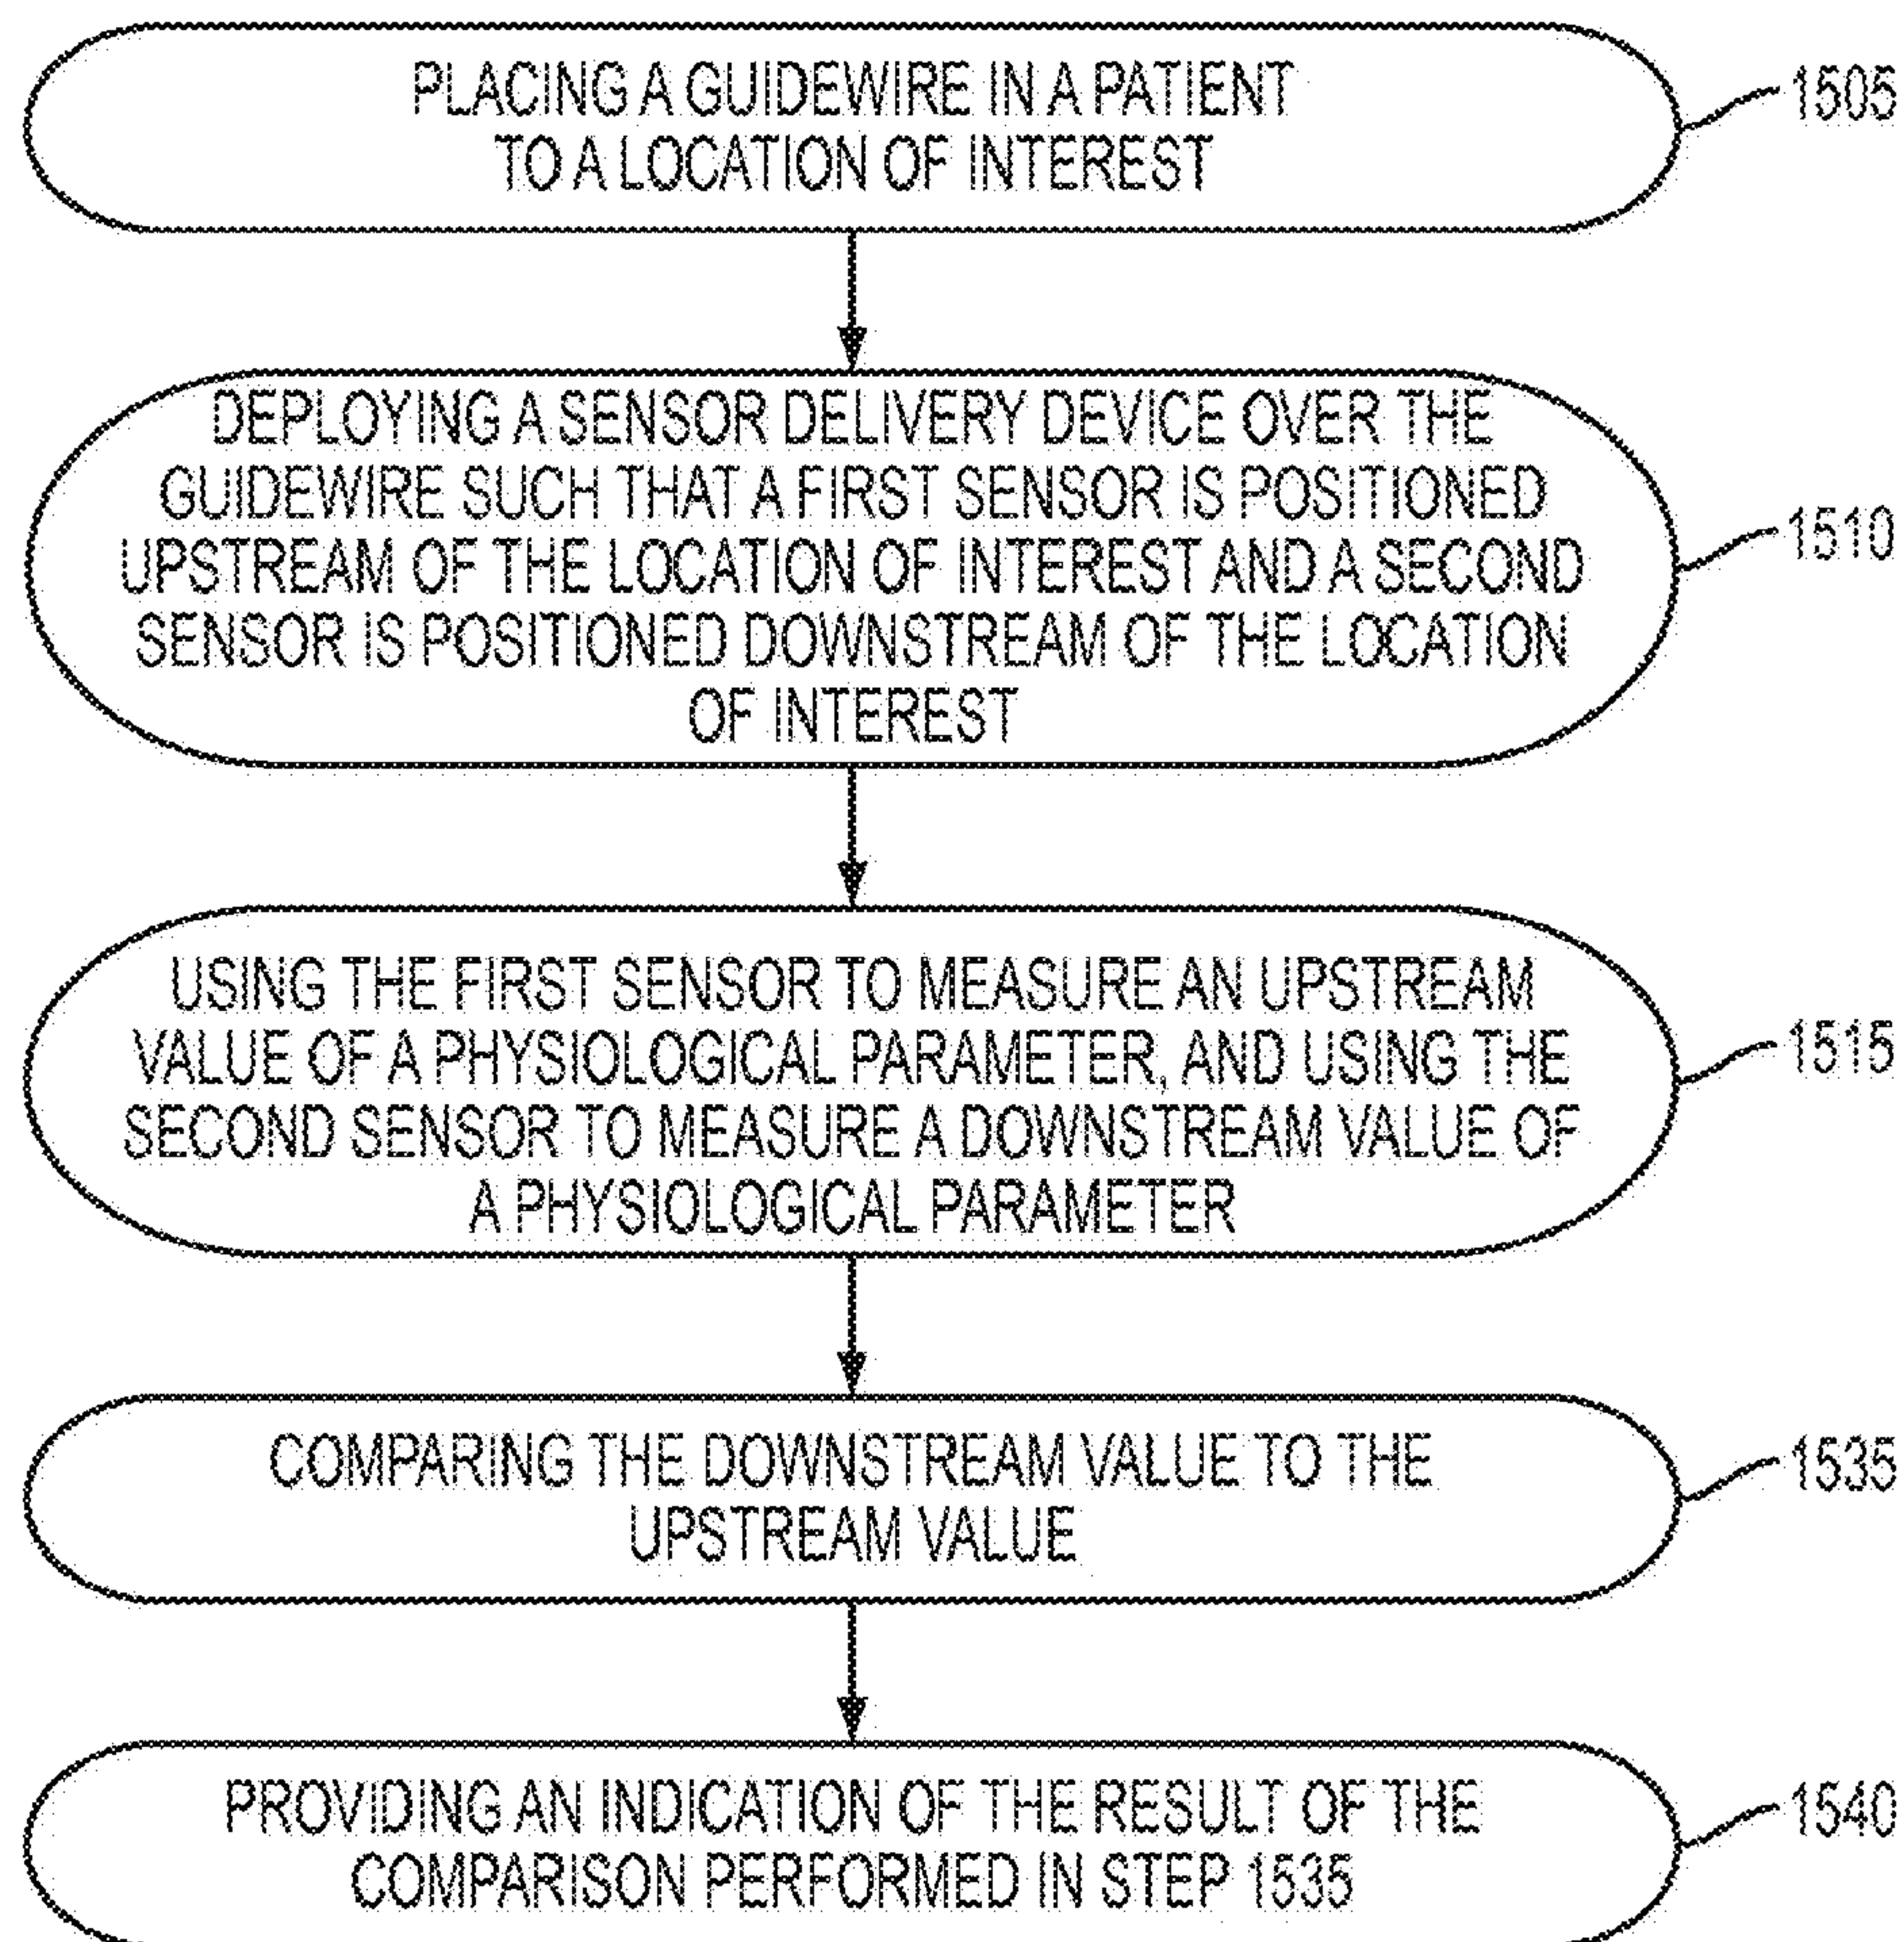 PLACING A GUIDEWIRE IN A PATIENT
TO A LOCATION OF INTEREST
1505
DEPLOYING A SENSOR DELIVERY DEVICE OVER THE
GUIDEWIRE SUCH THAT A FIRST SENSOR IS POSITIONED
UPSTREAM OF THE LOCATION OF INTEREST AND A SECOND
SENSOR IS POSITIONED DOWNSTREAM OF THE LOCATION
OF INTEREST
1510
USING THE FIRST SENSOR TO MEASURE AN UPSTREAM
VALUE OF A PHYSIOLOGICAL PARAMETER, AND USING THE
SECOND SENSOR TO MEASURE A DOWNSTREAM VALUE OF
A PHYSIOLOGICAL PARAMETER
1515
COMPARING THE DOWNSTREAM VALUE TO THE
UPSTREAM VALUE
1535
PROVIDING AN INDICATION OF THE RESULT OF THE
COMPARISON PERFORMED IN STEP 1535
1540